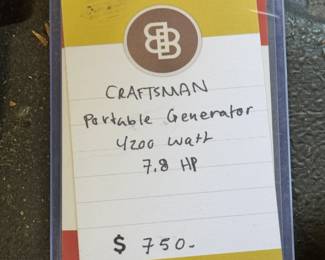 CRAFTSMAN
Portable Generator
4200 watt
7.8 HP
$ 750.-